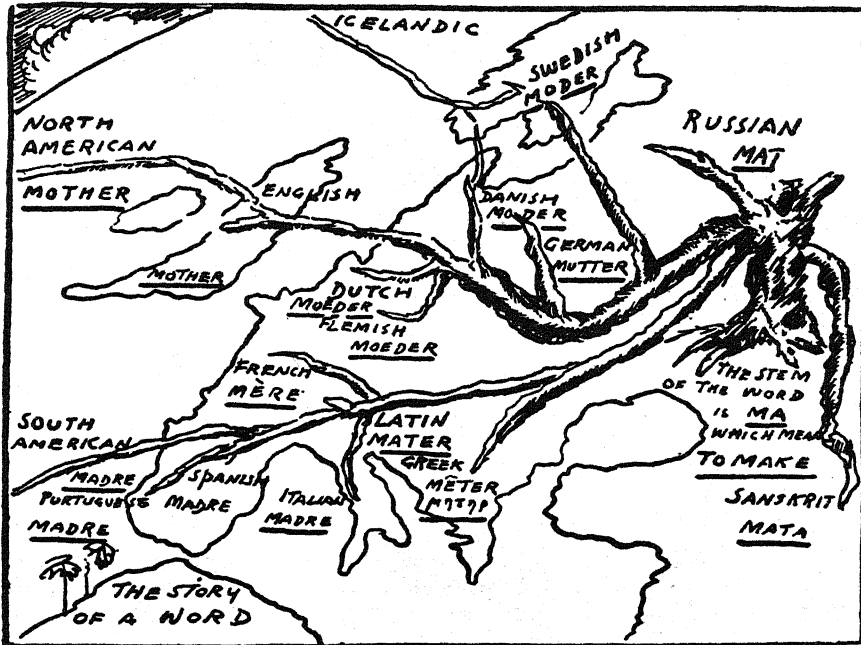 ICELANDIC
SWEDISH
MODER
NORTH
AMERICAN
MOTHER
ENGLISH
MOTHER
RUSSIAN
MAT
DANISH
MODER
GERMAN
MUTTER
DUTCH
MOEDER
FLEMISH
MOEDER
FRENCH
MÈRE
THE STEM
OF THE WORD
IS MA
WHICH MEAN
TO MAKE
SANSKRIT
MATA
SOUTH
AMERICAN
MADRE
PORTUGUESE
MADRE
SPANISH
MADRE
ITALIAN
MADRE
LATIN
MATER
GREEK
MĒTER
THE STORY
OF A WORD